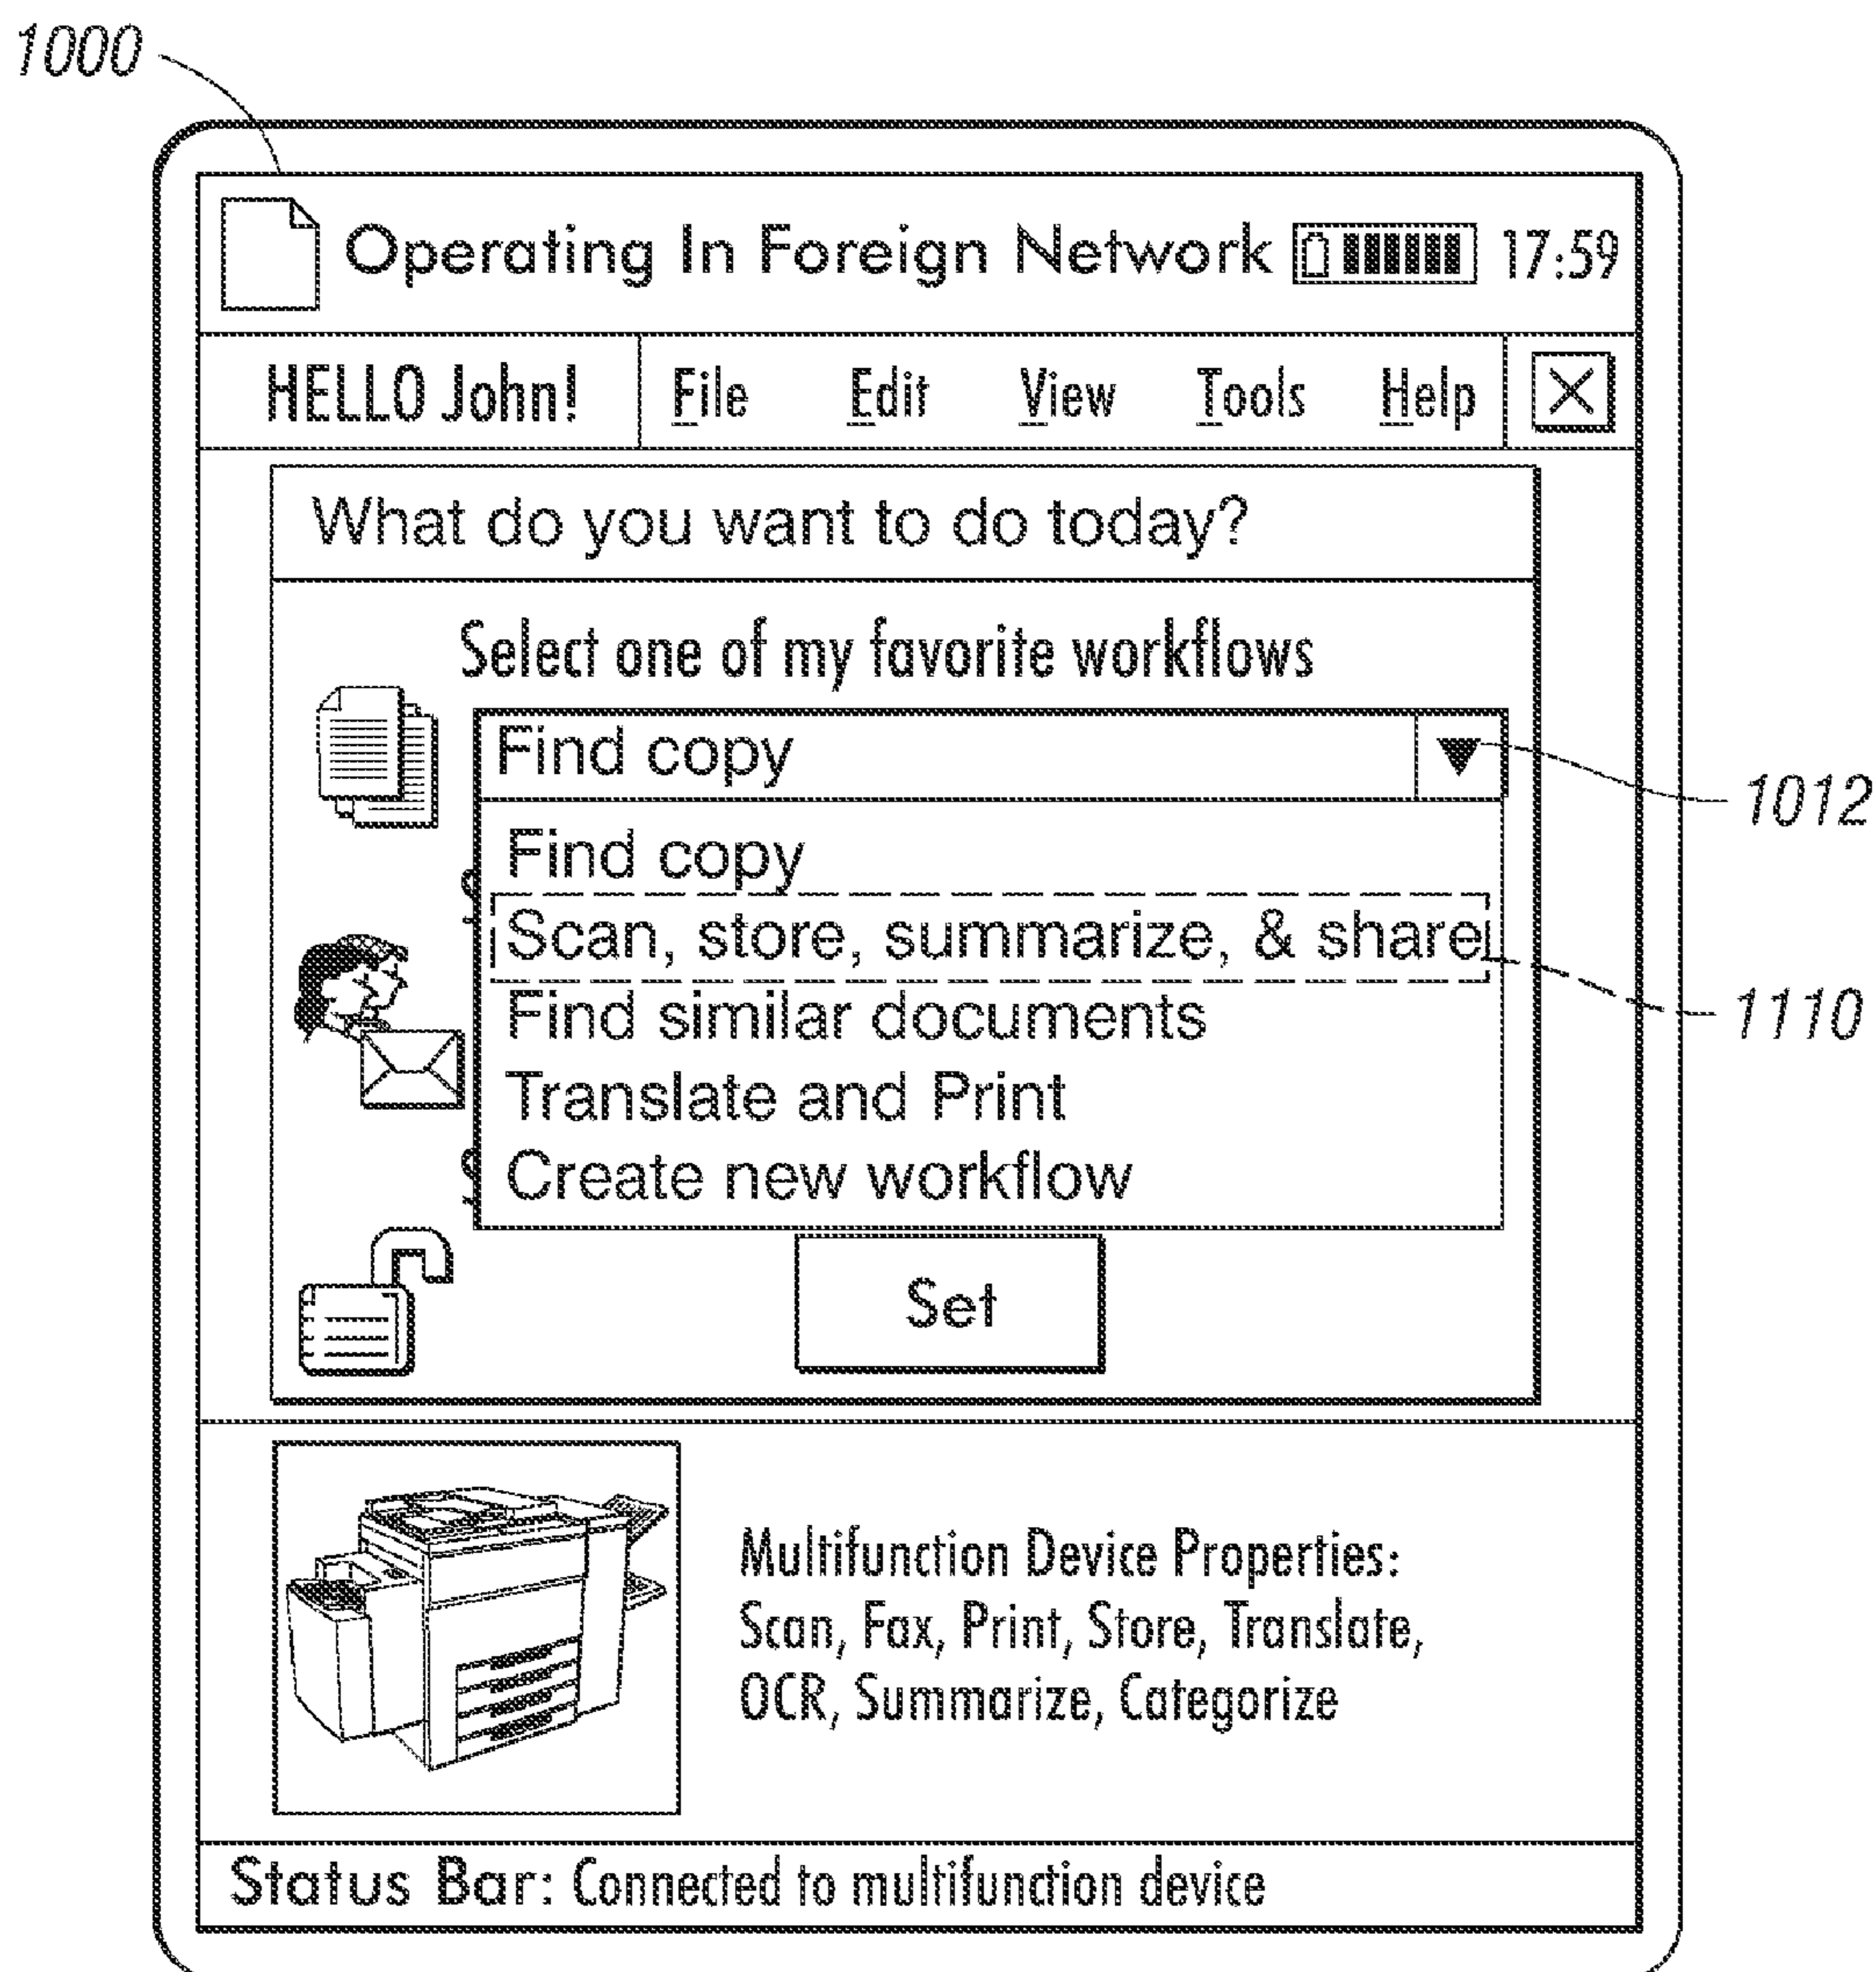 1000
Operating In Foreign Network 17:59
HELLO John! File Edit View Tools Help
What do you want to do today?
Select one of my favorite workflows
Find copy
1012
Find copy
Scan, store, summarize, & share
1110
Find similar documents
Translate and Print
Create new workflow
Set
Multifunction Device Properties:
Scan, Fax, Print, Store, Translate,
OCR, Summarize, Categorize
Status Bar: Connected to multifunction device